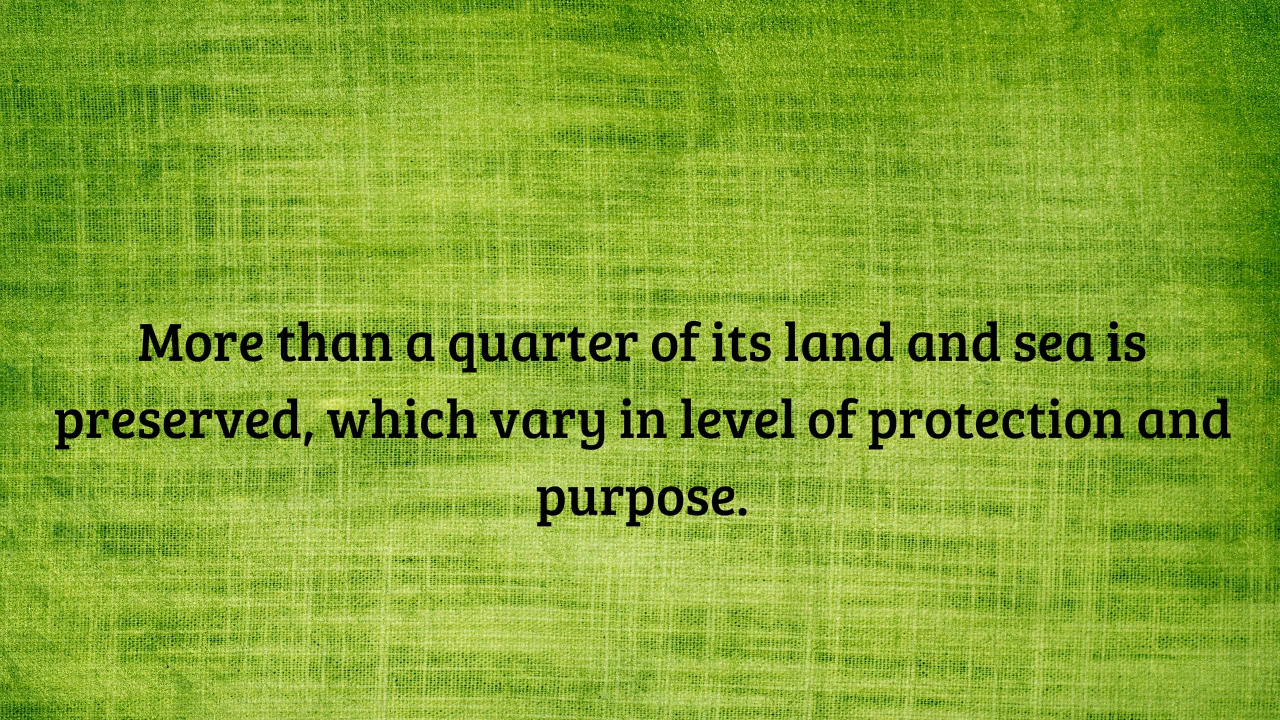 More than a quarter of its land and sea is
preserved, which vary in level of protection and
purpose.